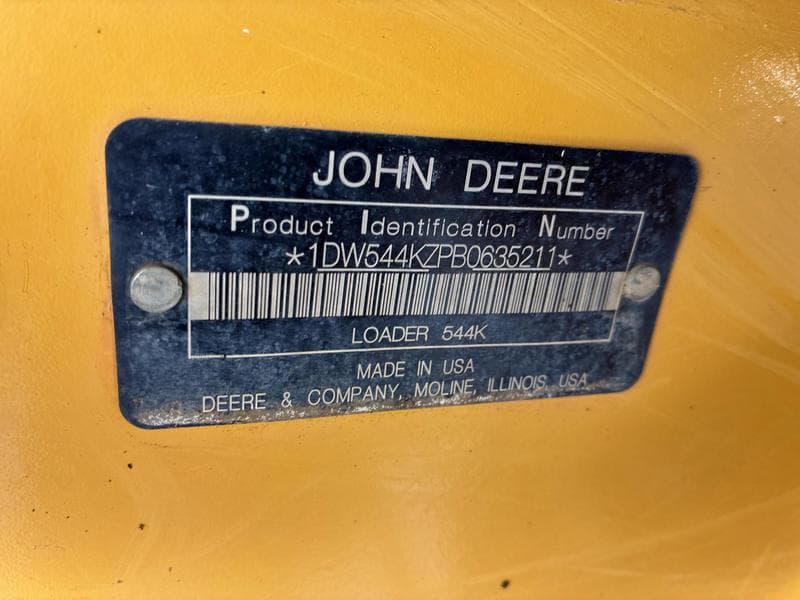 JOHN DEERE
Product Identification Number
*1DW544KZPB0635211*
LOADER 544K
MADE IN USA
DEERE & COMPANY, MOLINE, ILLINOIS, USA